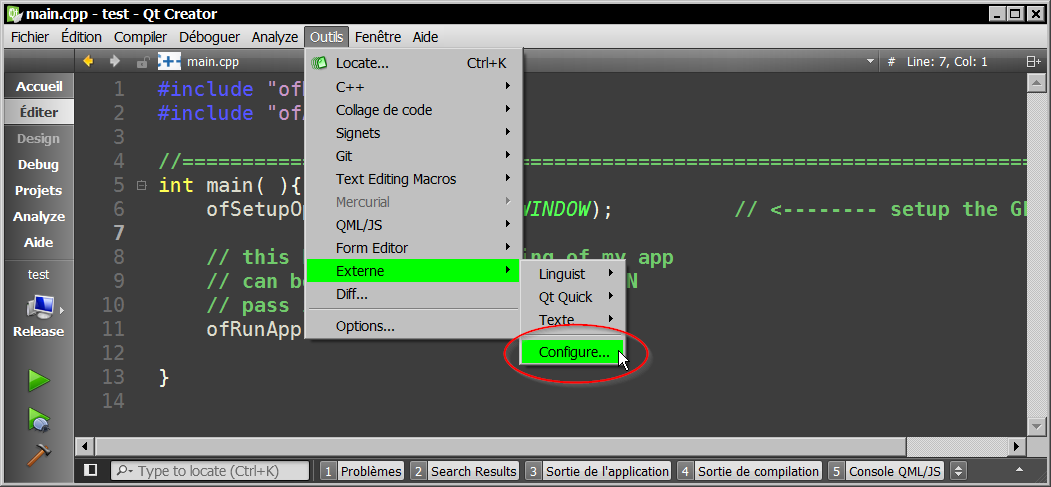 main.cpp - test - Qt Creator
Fichier Édition Compiler Déboguer Analyze Outils Fenêtre Aide
main.cpp # Line: 7, Col: 1
Accueil
Éditer
Design
Debug
Projets
Analyze
Aide
test
Release
1 #include "of
2 #include "of
3
4 //=====================================================================
5 int main( ){
6 ofSetupOp WINDOW); // <-------- setup the G
7
8 // this ng of my app
9 // can b N
10 // pass
11 ofRunApp
12
13 }
14
Locate... Ctrl+K
C++
Collage de code
Signets
Git
Text Editing Macros
Mercurial
QML/JS
Form Editor
Externe
Diff...
Options...
Linguist
Qt Quick
Texte
Configure...
Type to locate (Ctrl+K) 1 Problèmes 2 Search Results 3 Sortie de l'application 4 Sortie de compilation 5 Console QML/JS